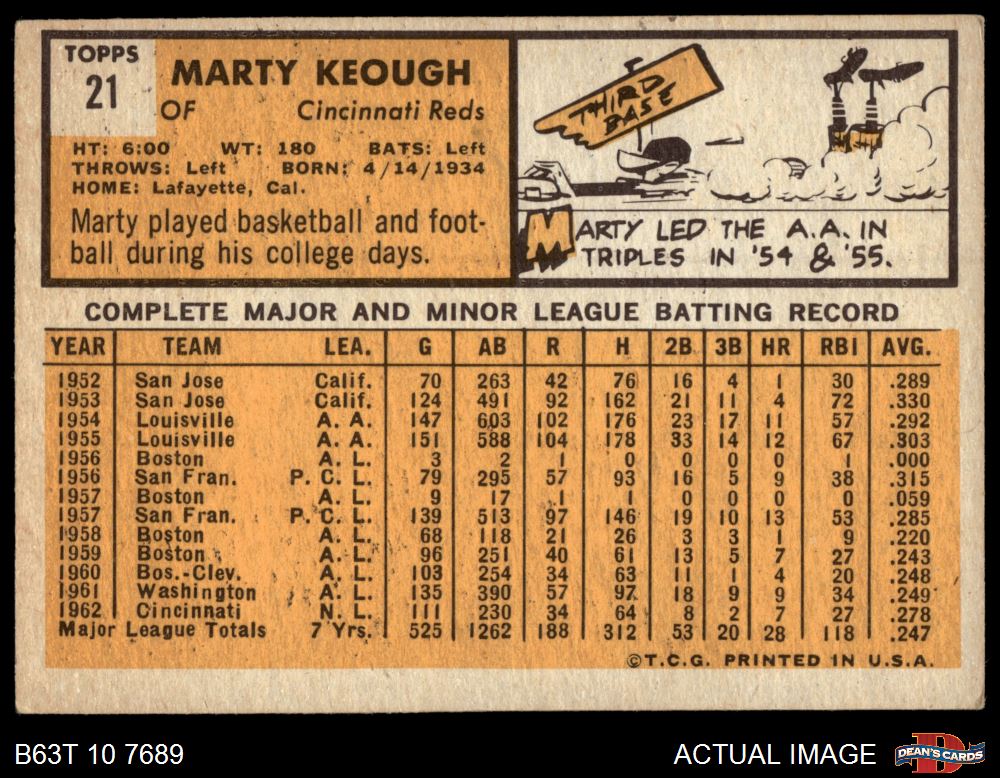 TOPPS
21
MARTY KEOUGH
OF Cincinnati Reds
HT: 6:00 WT: 180 BATS: Left
THROWS: Left BORN: 4/14/1934
HOME: Lafayette, Cal.
Marty played basketball and foot-
ball during his college days.
THIRD
BASE
MARTY LED THE A.A. IN
TRIPLES IN '54 & '55.
COMPLETE MAJOR AND MINOR LEAGUE BATTING RECORD
YEAR TEAM LEA. G AB R H 2B 3B HR RBI AVG.
1952 San Jose Calif. 70 263 42 76 16 4 1 30 .289
1953 San Jose Calif. 124 491 92 162 21 11 4 72 .330
1954 Louisville A. A. 147 603 102 176 23 17 11 57 .292
1955 Louisville A. A. 151 588 104 178 33 14 12 67 .303
1956 Boston A. L. 3 2 1 0 0 0 0 1 .000
1956 San Fran. P. C. L. 79 295 57 93 16 5 9 38 .315
1957 Boston A. L. 9 17 1 1 0 0 0 0 .059
1957 San Fran. P. C. L. 139 513 97 146 19 10 13 53 .285
1958 Boston A. L. 68 118 21 26 3 3 1 9 .220
1959 Boston A. L. 96 251 40 61 13 5 7 27 .243
1960 Bos.-Clev. A. L. 103 254 34 63 11 1 4 20 .248
1961 Washington A. L. 135 390 57 97 18 9 9 34 .249
1962 Cincinnati N. L. 111 230 34 64 8 2 7 27 .278
Major League Totals 7 Yrs. 525 1262 188 312 53 20 28 118 .247
©T.C.G. PRINTED IN U.S.A.
B63T 10 7689 ACTUAL IMAGE
D
DEAN'S CARDS